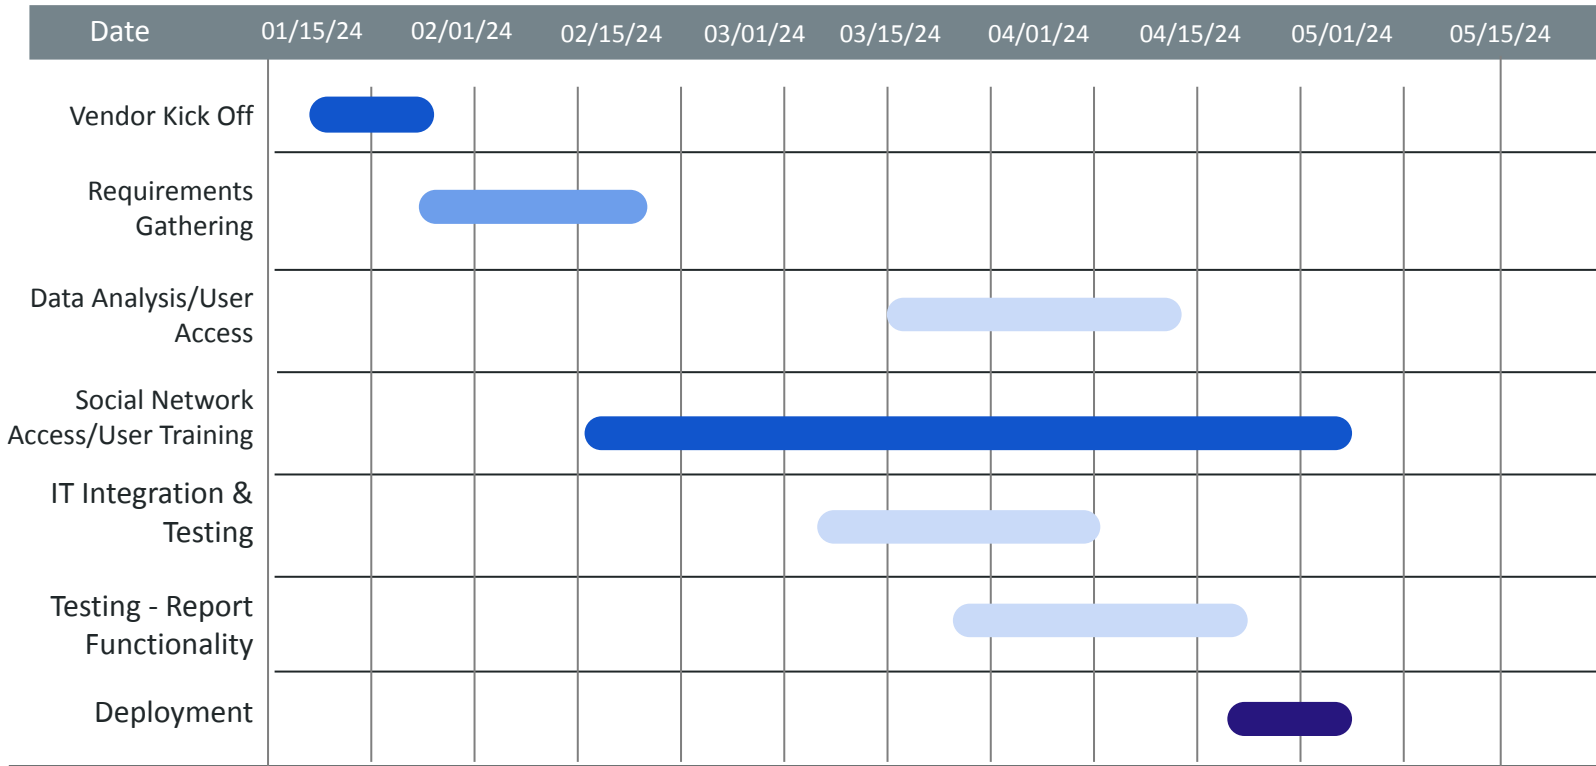 Date 01/15/24 02/01/24 02/15/24 03/01/24 03/15/24 04/01/24 04/15/24 05/01/24 05/15/24
Vendor Kick Off
Requirements
Gathering
Data Analysis/User
Access
Social Network
Access/User Training
IT Integration &
Testing
Testing - Report
Functionality
Deployment